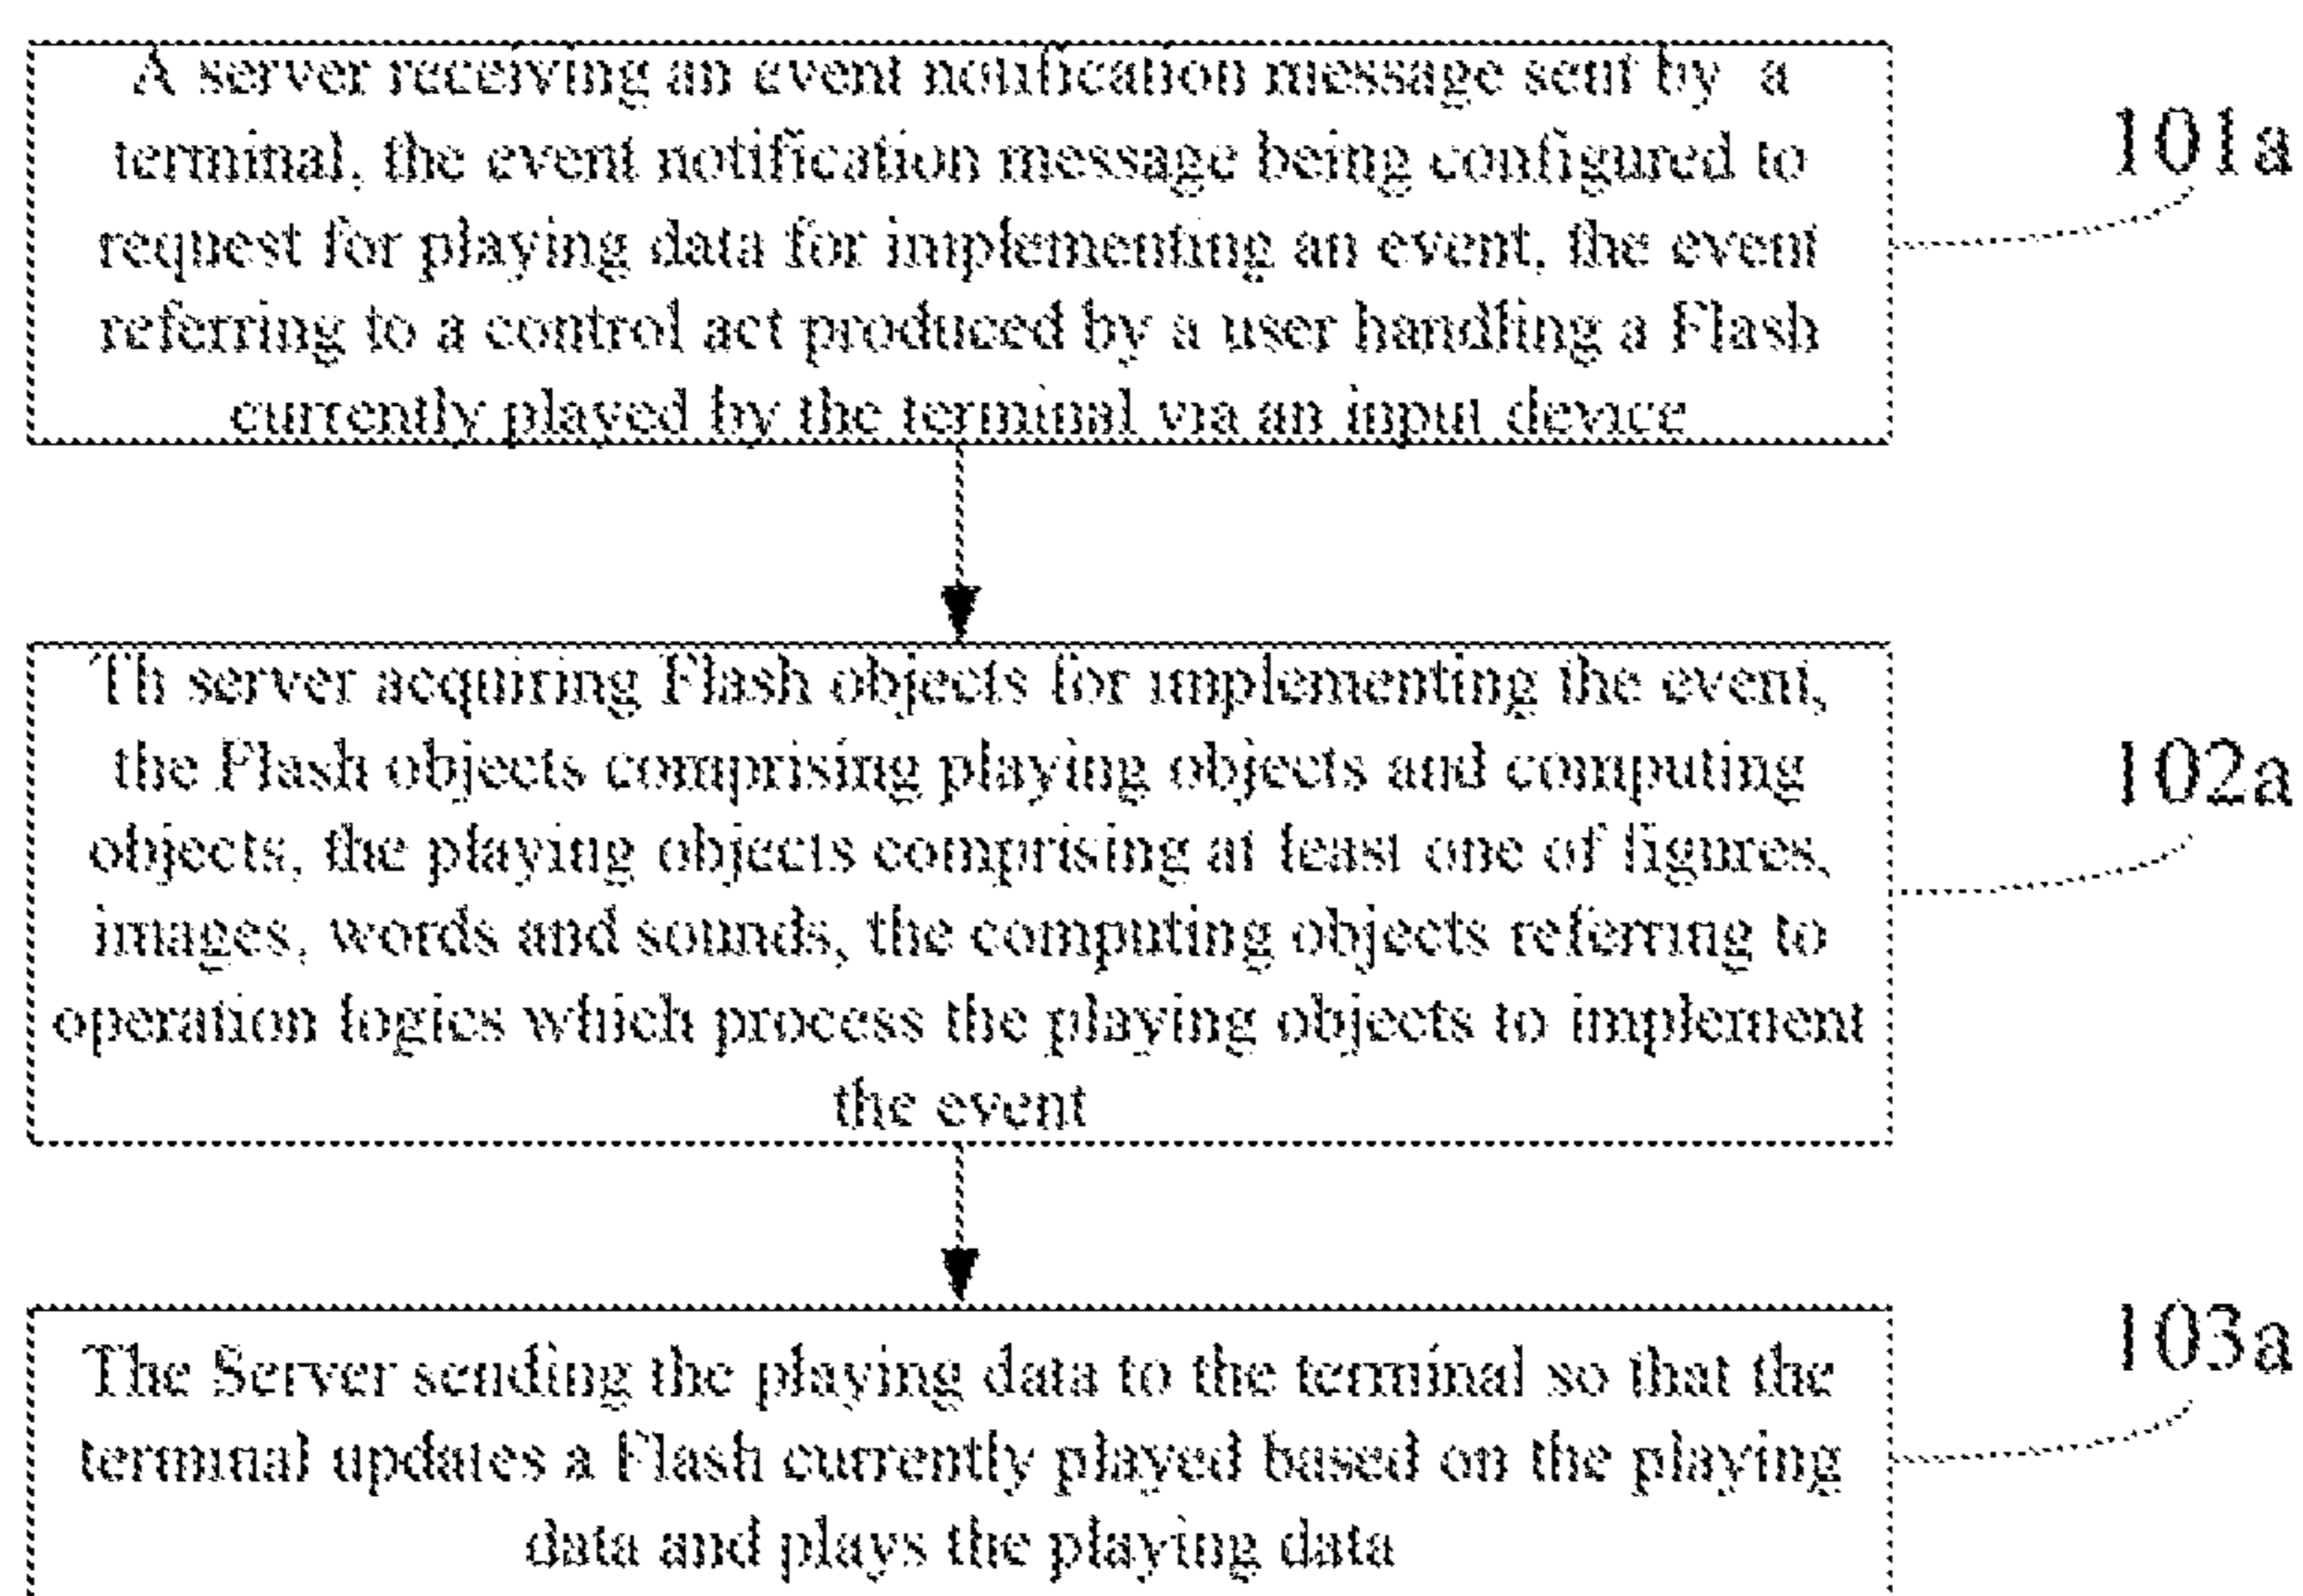 A server receiving an event notification message sent by a
terminal, the event notification message being configured to
request for playing data for implementing an event, the event
referring to a control act produced by a user handling a Flash
currently played by the terminal via an input device
101a
Th server acquiring Flash objects for implementing the event,
the Flash objects comprising playing objects and computing
objects, the playing objects comprising at least one of figures,
images, words and sounds, the computing objects referring to
operation logics which process the playing objects to implement
the event
102a
The Server sending the playing data to the terminal so that the
terminal updates a Flash currently played based on the playing
data and plays the playing data
103a